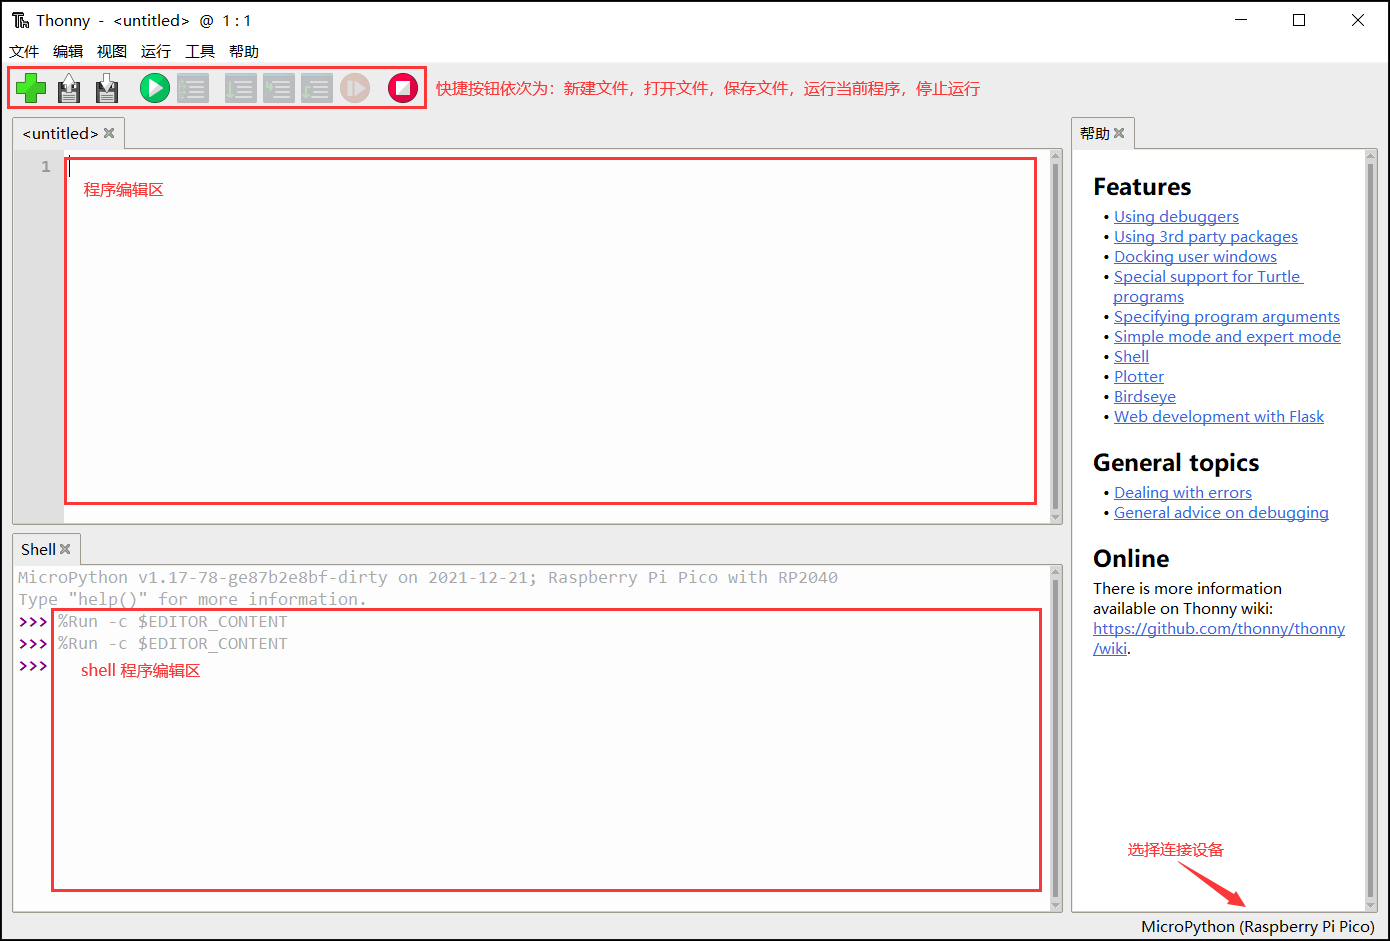 Thonny - <untitled> @ 1 : 1
文件 编辑 视图 运行 工具 帮助
快捷按钮依次为：新建文件，打开文件，保存文件，运行当前程序，停止运行
<untitled>
1
程序编辑区
Shell
MicroPython v1.17-78-ge87b2e8bf-dirty on 2021-12-21; Raspberry Pi Pico with RP2040
Type "help()" for more information.
>>> %Run -c $EDITOR_CONTENT
>>> %Run -c $EDITOR_CONTENT
>>>
shell 程序编辑区
帮助
Features
• Using debuggers
• Using 3rd party packages
• Docking user windows
• Special support for Turtle
programs
• Specifying program arguments
• Simple mode and expert mode
• Shell
• Plotter
• Birdseye
• Web development with Flask
General topics
• Dealing with errors
• General advice on debugging
Online
There is more information
available on Thonny wiki:
https://github.com/thonny/thonny
/wiki.
选择连接设备
MicroPython (Raspberry Pi Pico)